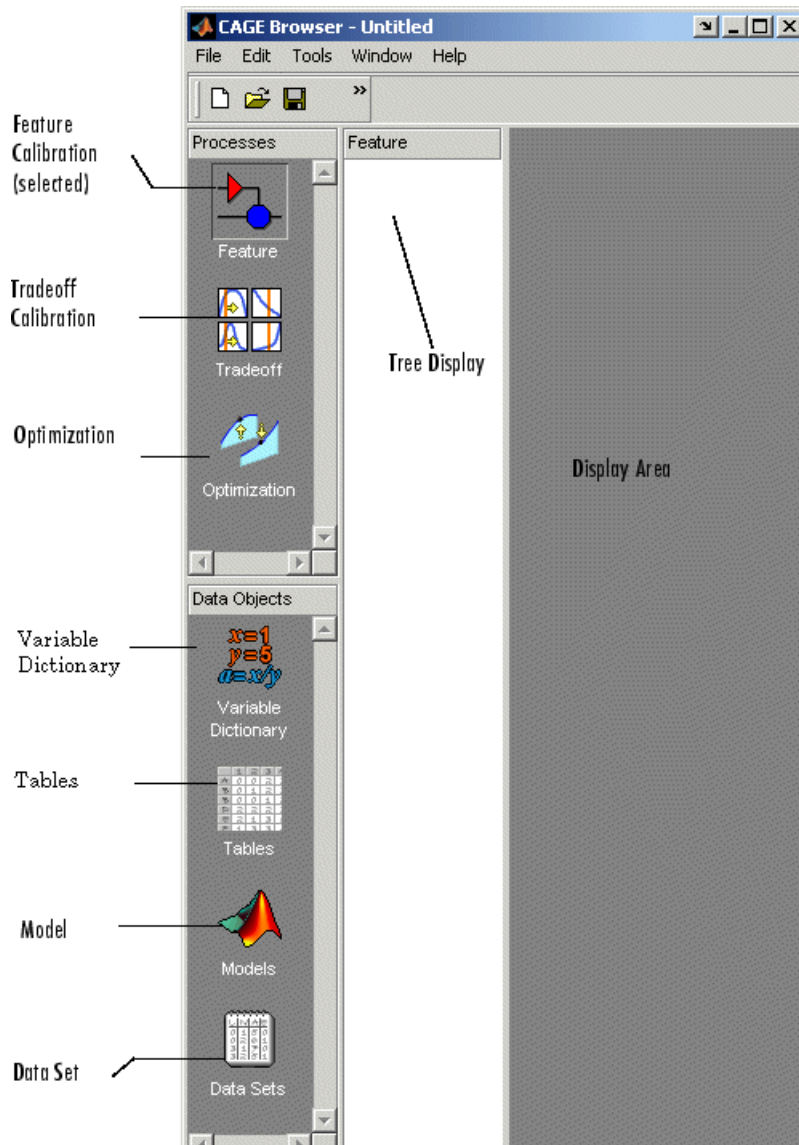 CAGE Browser - Untitled
File Edit Tools Window Help
»
Processes
Feature
Feature
Calibration
(selected)
Feature
Tradeoff
Calibration
Tradeoff
Tree Display
Optimization
Optimization
Display Area
Data Objects
Variable
Dictionary
x=1
y=5
a=x/y
Variable
Dictionary
Tables
Tables
Model
Models
Data Set
Data Sets